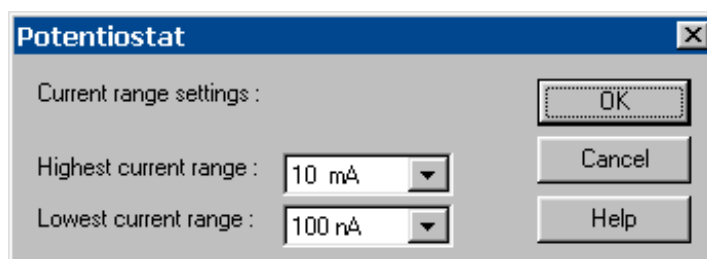 Potentiostat
Current range settings :
OK
Highest current range : 10 mA
Cancel
Lowest current range : 100 nA
Help